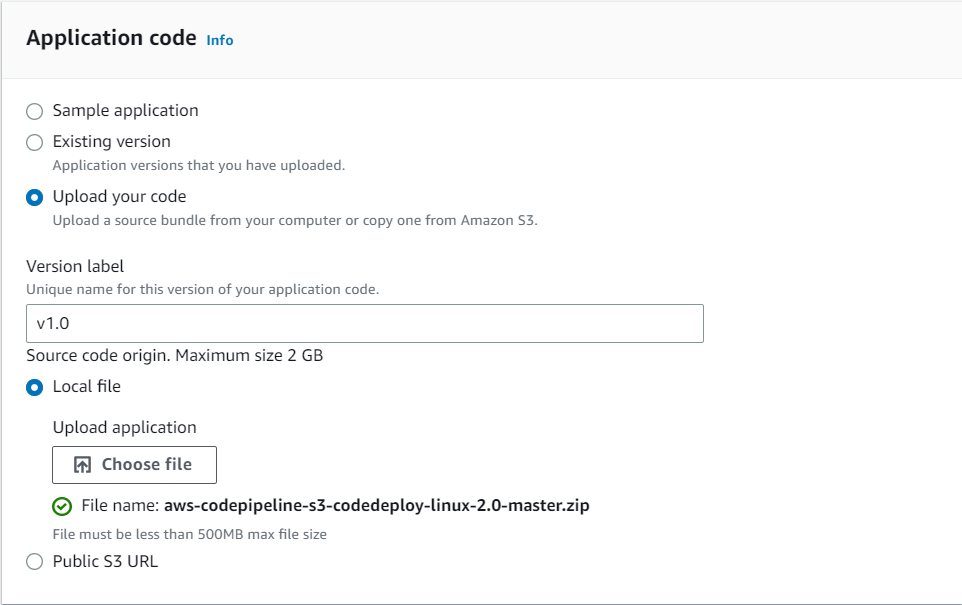 Application code Info
Sample application
Existing version
Application versions that you have uploaded.
Upload your code
Upload a source bundle from your computer or copy one from Amazon S3.
Version label
Unique name for this version of your application code.
v1.0
Source code origin. Maximum size 2 GB
Local file
Upload application
Choose file
File name: aws-codepipeline-s3-codedeploy-linux-2.0-master.zip
File must be less than 500MB max file size
Public S3 URL